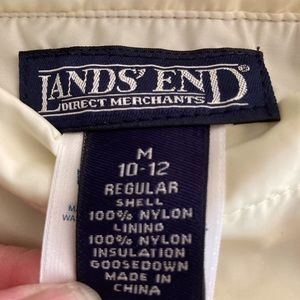 LANDS' END®
DIRECT MERCHANTS
M
10-12
REGULAR
SHELL
100% NYLON
LINING
100% NYLON
INSULATION
GOOSEDOWN
MADE IN
CHINA